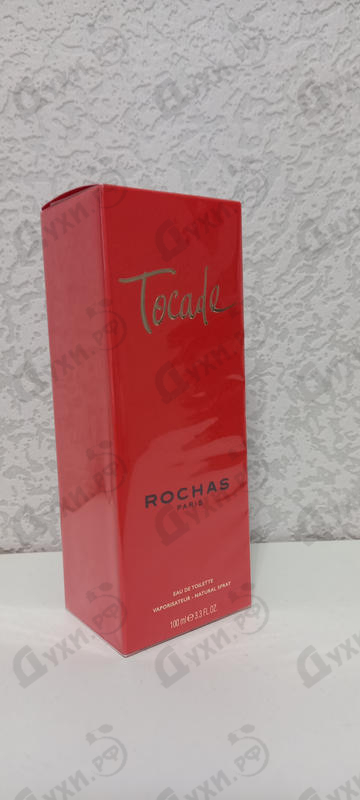 Tocade
ROCHAS
PARIS
EAU DE TOILETTE
VAPORISATEUR - NATURAL SPRAY
100 ml ℮ 3.3 FL.OZ.
Духи.рф